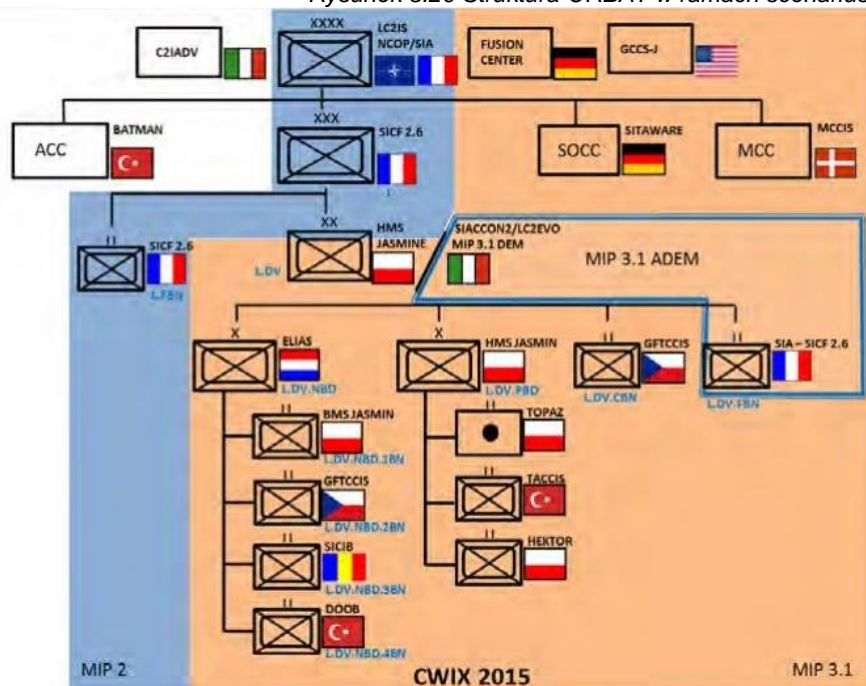 Rysunek 3.20 Struktura ORBAT w ramach scenariusz
XXXX
C2IADV
LC2IS
NCOP/SIA
FUSION
CENTER
GCCS-J
XXX
ACC
BATMAN
SICF 2.6
SOCC
SITAWARE
MCC
MCCIS
II
SICF 2.6
L.FBN
XX
HMS
JASMINE
L.DV
SIACCON2/LC2EVO
MIP 3.1 DEM
MIP 3.1 ADEM
X
ELIAS
L.DV.NBD
X
HMS JASMIN
L.DV.PBD
II
GFTCCIS
L.DV.CBN
II
SIA – SICF 2.6
L.DV.FBN
II
BMS JASMIN
L.DV.NBD.1BN
II
TOPAZ
II
GFTCCIS
L.DV.NBD.2BN
II
TACCIS
II
SICIB
L.DV.NBD.3BN
II
HEKTOR
II
DOOB
L.DV.NBD.4BN
MIP 2
CWIX 2015
MIP 3.1